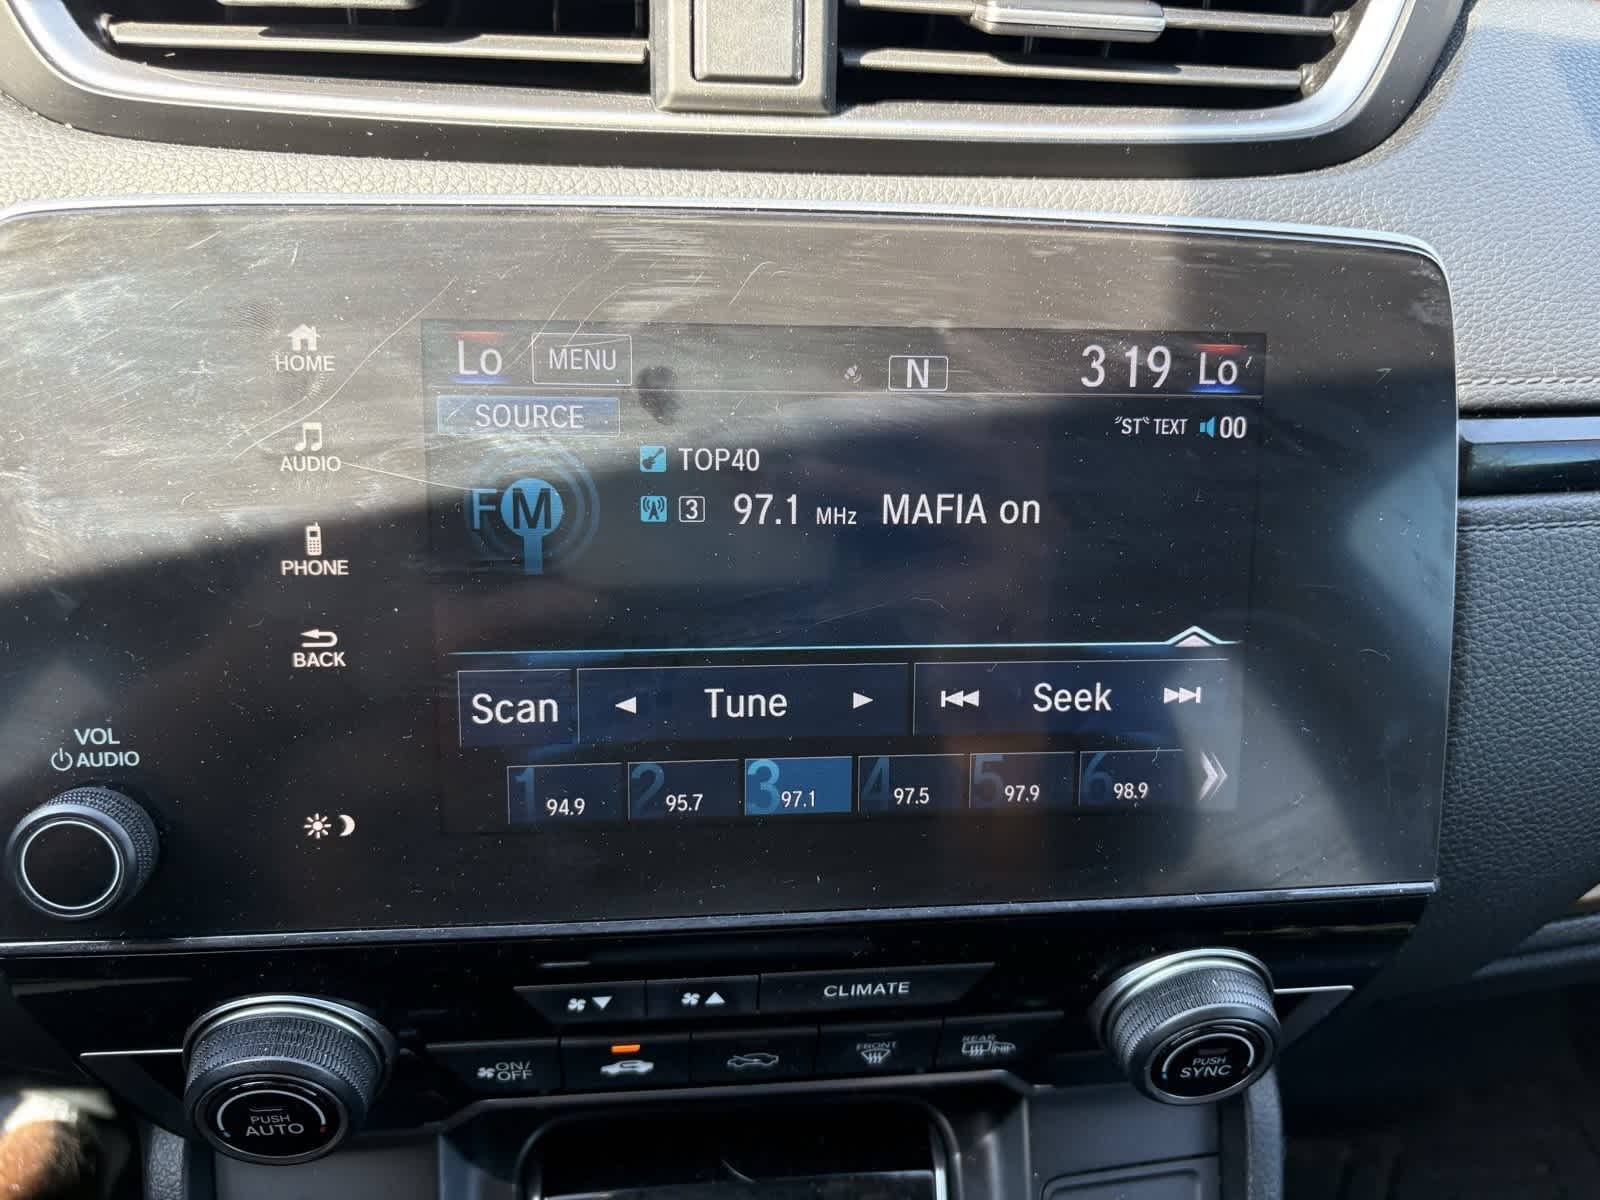 HOME
AUDIO
PHONE
BACK
VOL
AUDIO
Lo MENU N 3 19 Lo
SOURCE "ST" TEXT 00
TOP40
FM 3 97.1 MHz MAFIA on
Scan Tune Seek
1 94.9 2 95.7 3 97.1 4 97.5 5 97.9 6 98.9
CLIMATE
ON/
OFF
FRONT
REAR
PUSH
AUTO
PUSH
SYNC